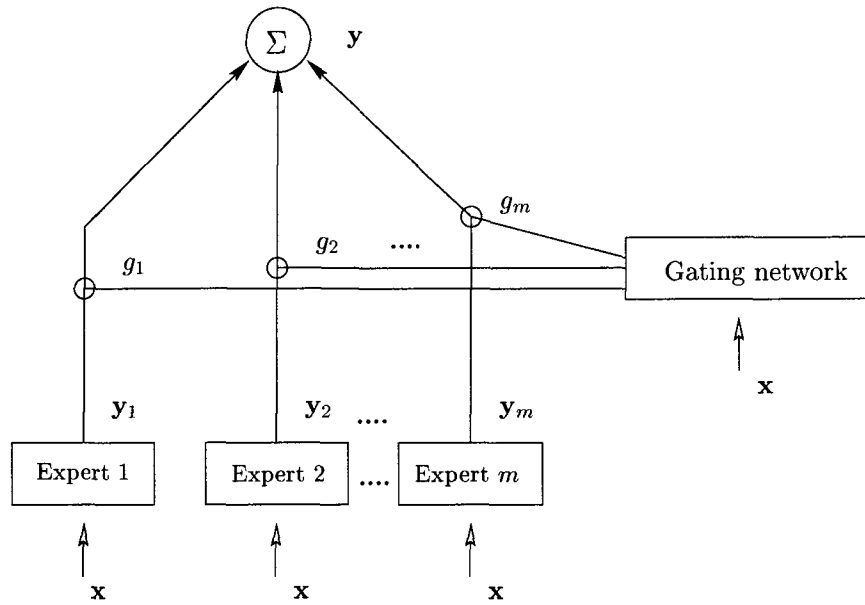 Σ y
g_m
g_1 g_2 ....
Gating network
x
y_1 y_2 .... y_m
Expert 1 Expert 2 .... Expert m
x x x